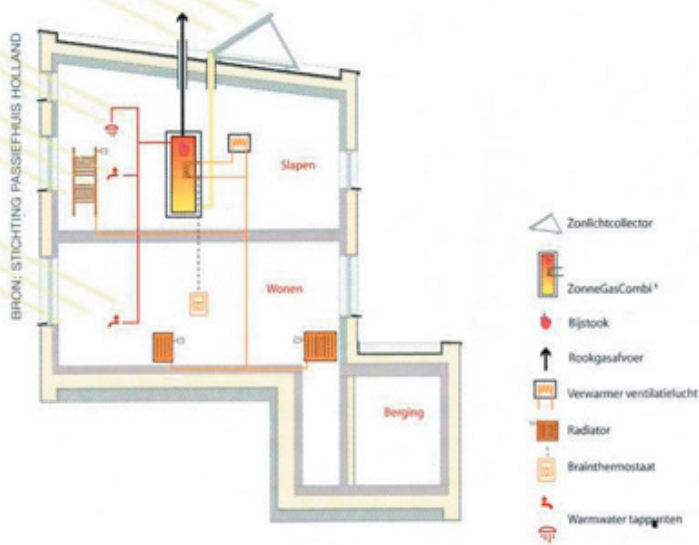 BRON: STICHTING PASSIEFHUIS HOLLAND
Slapen
Wonen
Berging
Zonlichtcollector
ZonneGasCombi
Bijstook
Rookgasafvoer
Verwarmer ventilatielucht
Radiator
Brainthermostaat
Warmwater tappunten